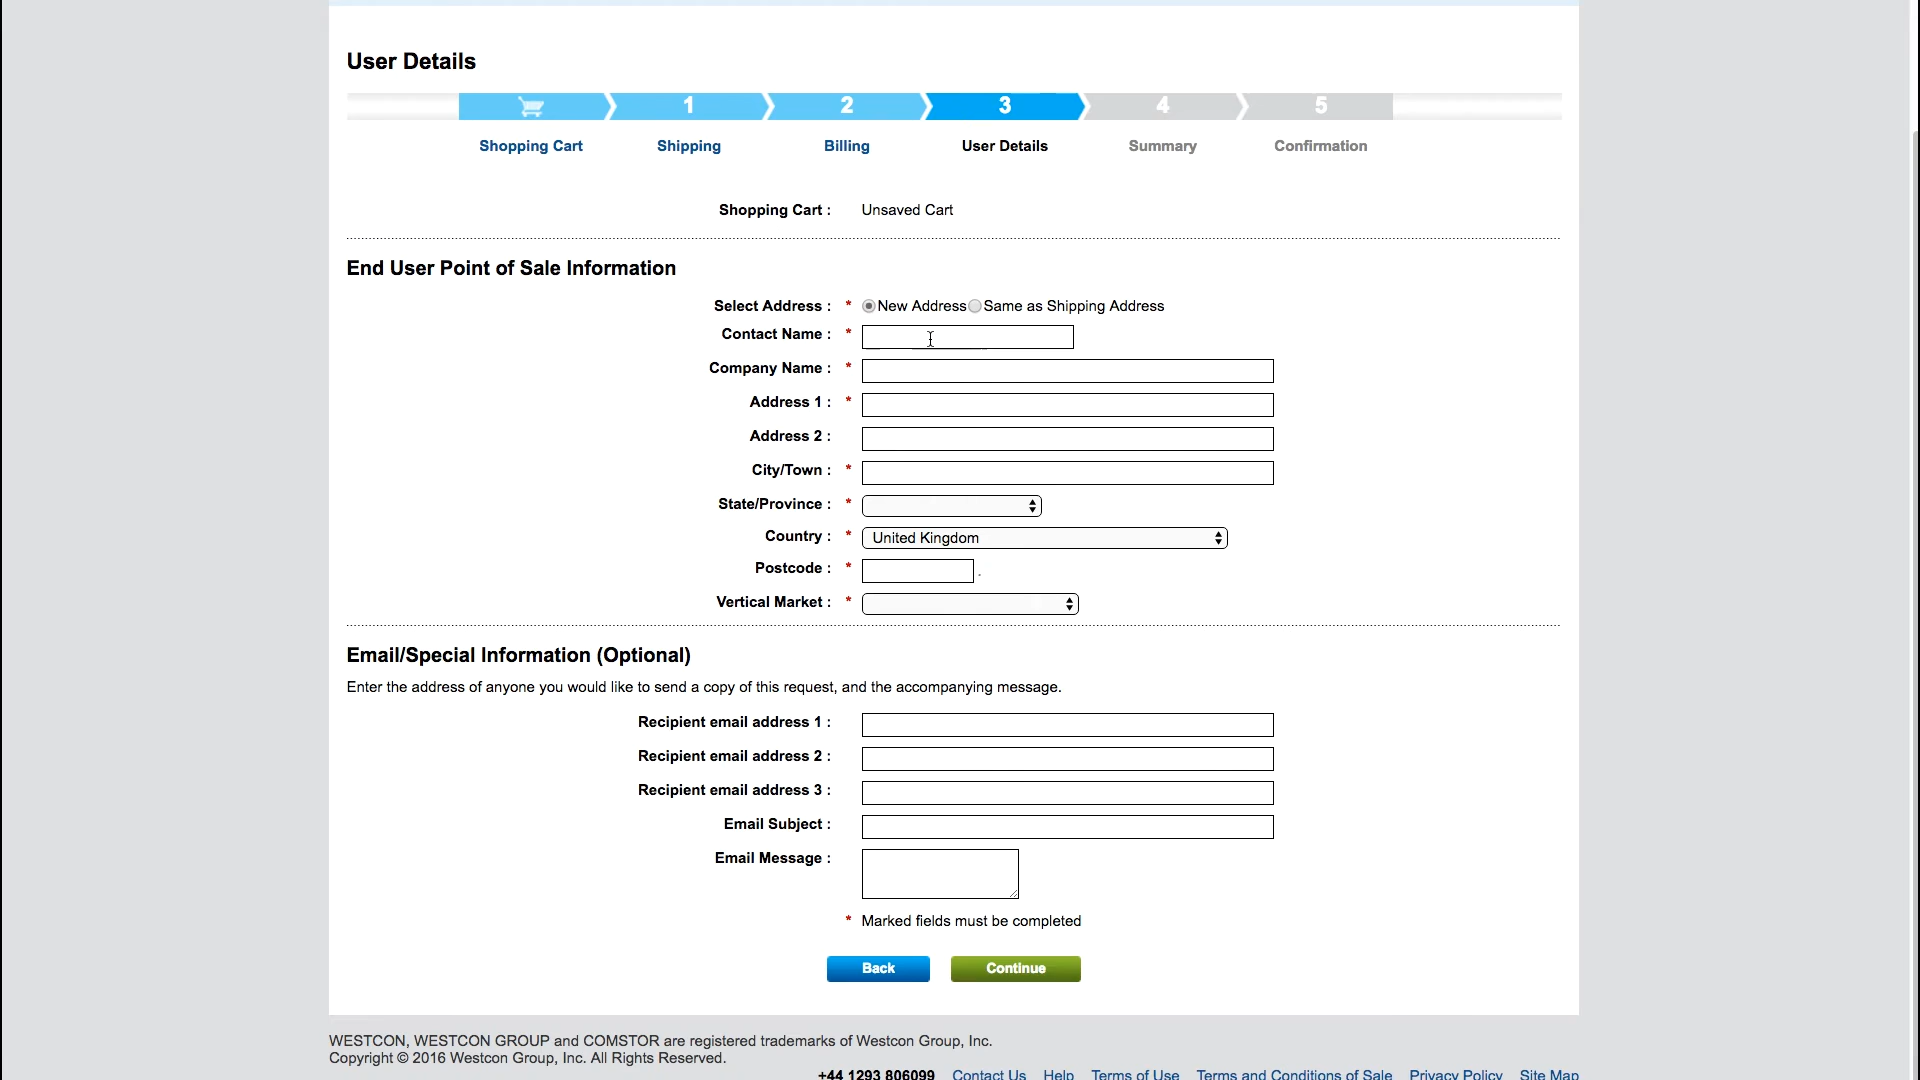 User Details
1 2 3 4 5
Shopping Cart Shipping Billing User Details Summary Confirmation
Shopping Cart : Unsaved Cart
End User Point of Sale Information
Select Address : * New Address Same as Shipping Address
Contact Name : *
Company Name : *
Address 1 : *
Address 2 :
City/Town : *
State/Province : *
Country : * United Kingdom
Postcode : * .
Vertical Market : *
Email/Special Information (Optional)
Enter the address of anyone you would like to send a copy of this request, and the accompanying message.
Recipient email address 1 :
Recipient email address 2 :
Recipient email address 3 :
Email Subject :
Email Message :
* Marked fields must be completed
Back Continue
WESTCON, WESTCON GROUP and COMSTOR are registered trademarks of Westcon Group, Inc.
Copyright © 2016 Westcon Group, Inc. All Rights Reserved.
+44 1293 806099 Contact Us Help Terms of Use Terms and Conditions of Sale Privacy Policy Site Map